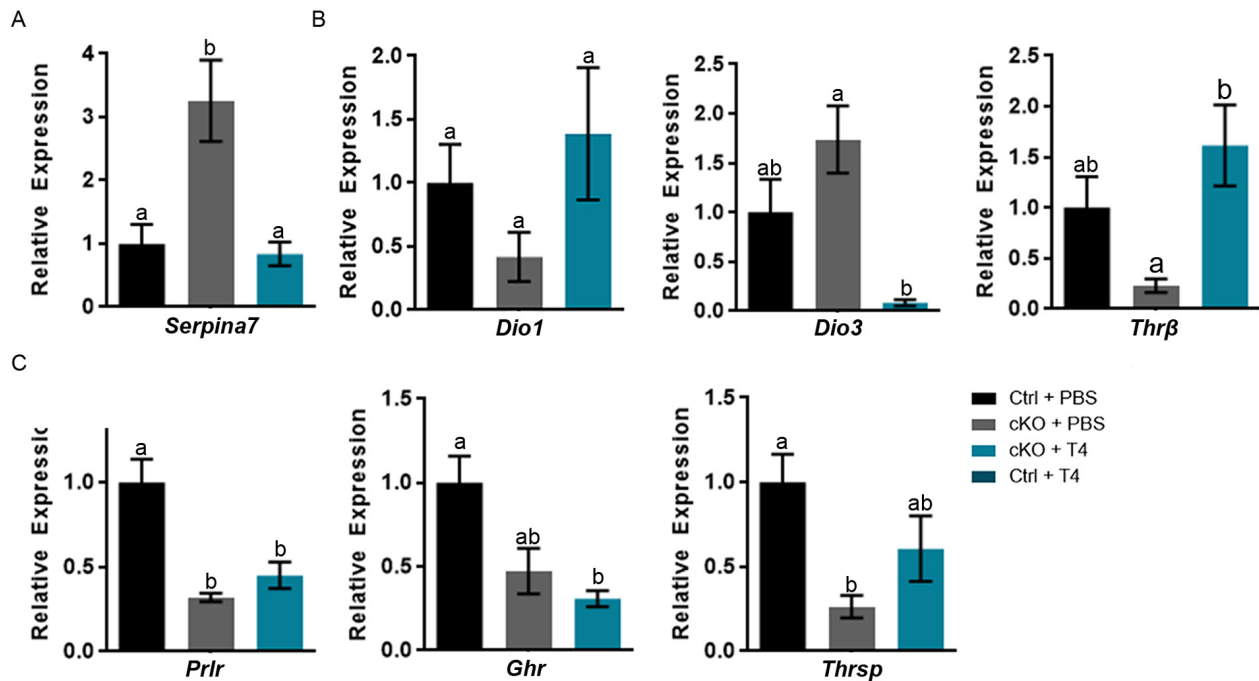 A
B
Relative Expression
4
3
2
1
0
a
b
a
Serpina7
Relative Expression
2.0
1.5
1.0
0.5
0.0
a
a
a
Dio1
Relative Expression
2.5
2.0
1.5
1.0
0.5
0.0
ab
a
b
Dio3
Relative Expression
2.5
2.0
1.5
1.0
0.5
0.0
ab
a
b
Thrβ
C
Relative Expressic
1.0
0.5
0.0
a
b
b
Prlr
Relative Expression
1.5
1.0
0.5
0.0
a
ab
b
Ghr
Relative Expression
1.5
1.0
0.5
0.0
a
b
ab
Thrsp
Ctrl + PBS
cKO + PBS
cKO + T4
Ctrl + T4